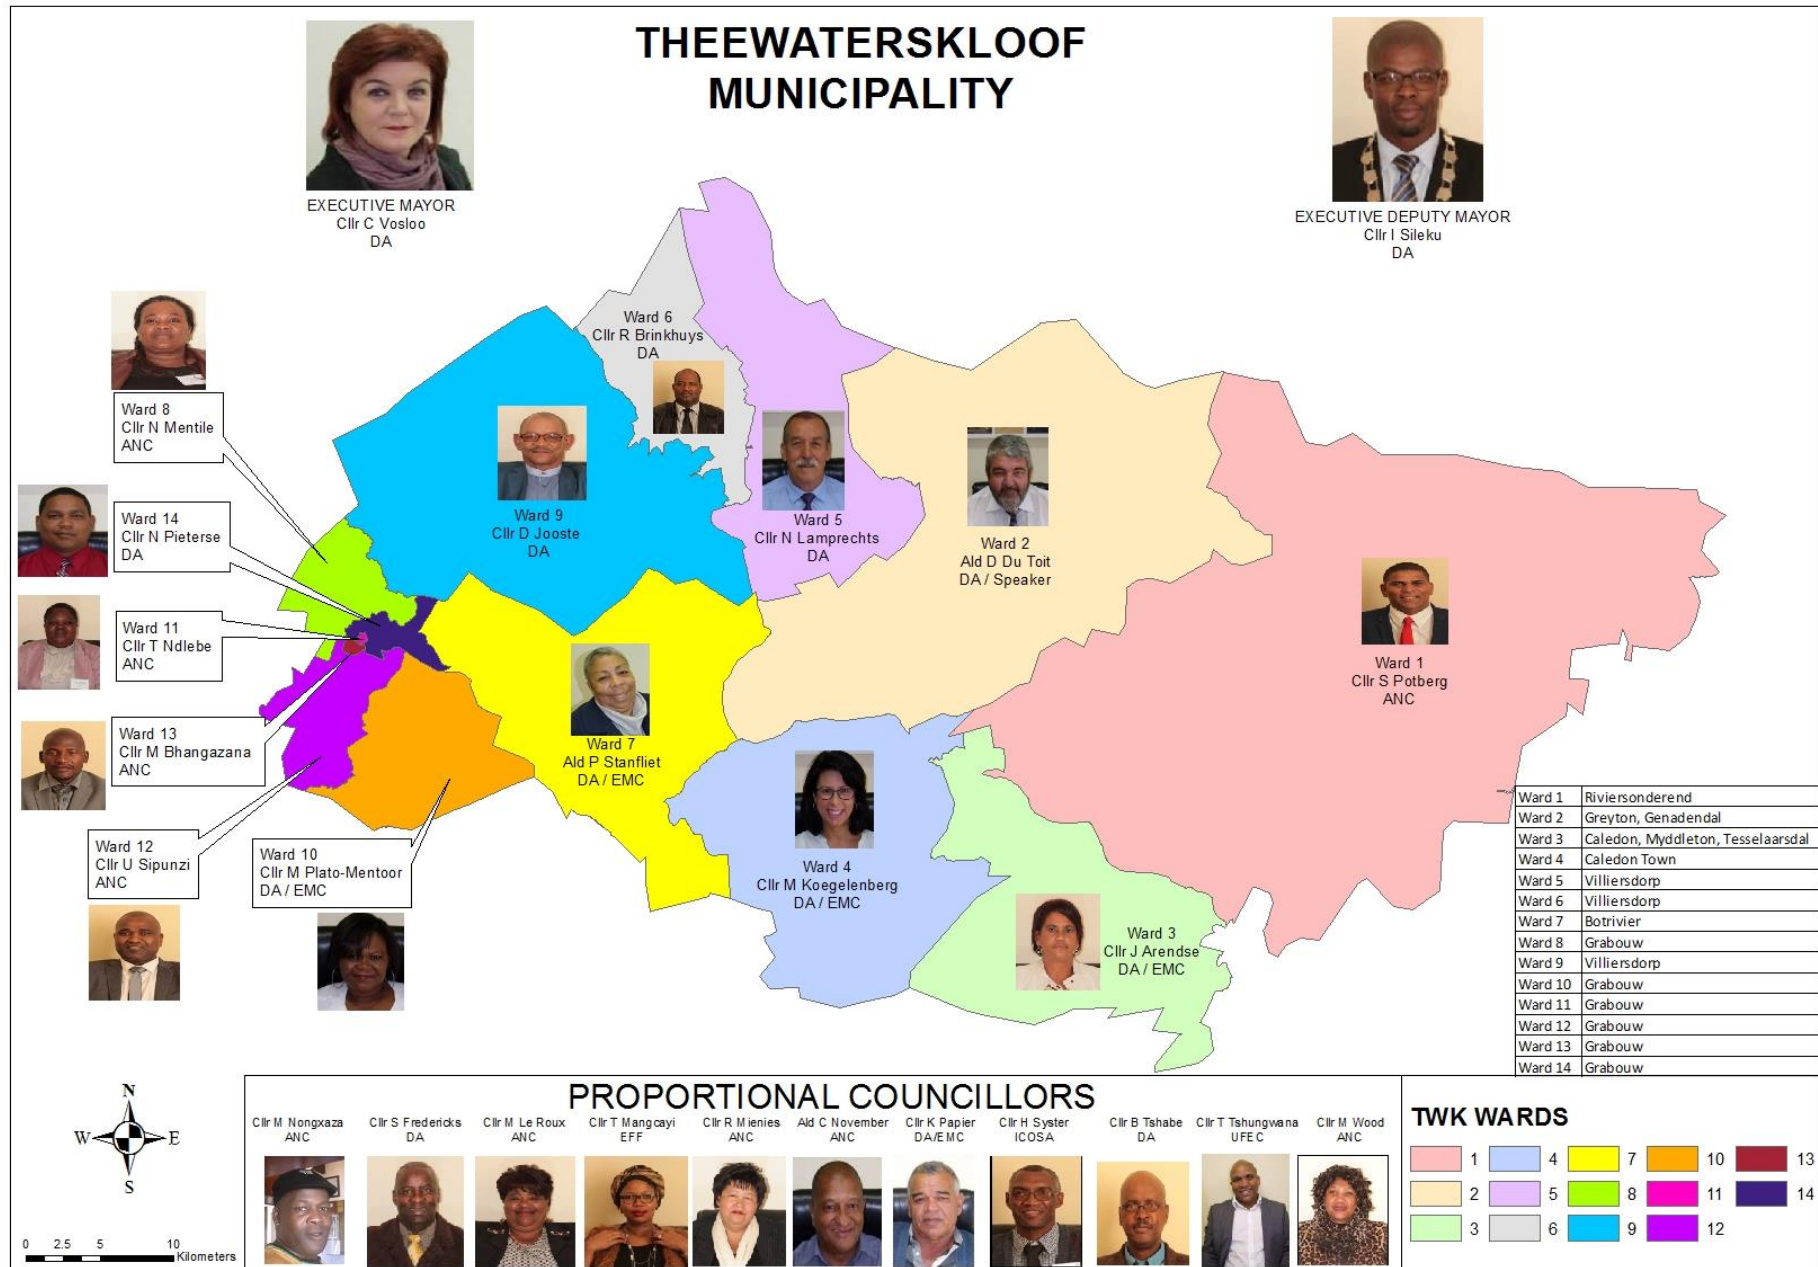 THEEWATERSKLOOF
MUNICIPALITY
EXECUTIVE MAYOR
Cllr C Vosloo
DA
EXECUTIVE DEPUTY MAYOR
Cllr I Sileku
DA
Ward 6
Cllr R Brinkhuys
DA
Ward 8
Cllr N Mentile
ANC
Ward 14
Cllr N Pieterse
DA
Ward 9
Cllr D Jooste
DA
Ward 5
Cllr N Lamprechts
DA
Ward 2
Ald D Du Toit
DA / Speaker
Ward 11
Cllr T Ndlebe
ANC
Ward 1
Cllr S Potberg
ANC
Ward 13
Cllr M Bhangazana
ANC
Ward 7
Ald P Stanfliet
DA / EMC
Ward 12
Cllr U Sipunzi
ANC
Ward 10
Cllr M Plato-Mentoor
DA / EMC
Ward 4
Cllr M Koegelenberg
DA / EMC
Ward 3
Cllr J Arendse
DA / EMC
Ward 1 Riviersonderend
Ward 2 Greyton, Genadendal
Ward 3 Caledon, Myddleton, Tesselaarsdal
Ward 4 Caledon Town
Ward 5 Villiersdorp
Ward 6 Villiersdorp
Ward 7 Botrivier
Ward 8 Grabouw
Ward 9 Villiersdorp
Ward 10 Grabouw
Ward 11 Grabouw
Ward 12 Grabouw
Ward 13 Grabouw
Ward 14 Grabouw
N
W E
S
0 2.5 5 10
Kilometers
PROPORTIONAL COUNCILLORS
Cllr M Nongxaza
ANC
Cllr S Fredericks
DA
Cllr M Le Roux
ANC
Cllr T Mangcayi
EFF
Cllr R Mienies
ANC
Ald C November
ANC
Cllr K Papier
DA/EMC
Cllr H Syster
ICOSA
Cllr B Tshabe
DA
Cllr T Tshungwana
UFEC
Cllr M Wood
ANC
TWK WARDS
1 4 7 10 13
2 5 8 11 14
3 6 9 12